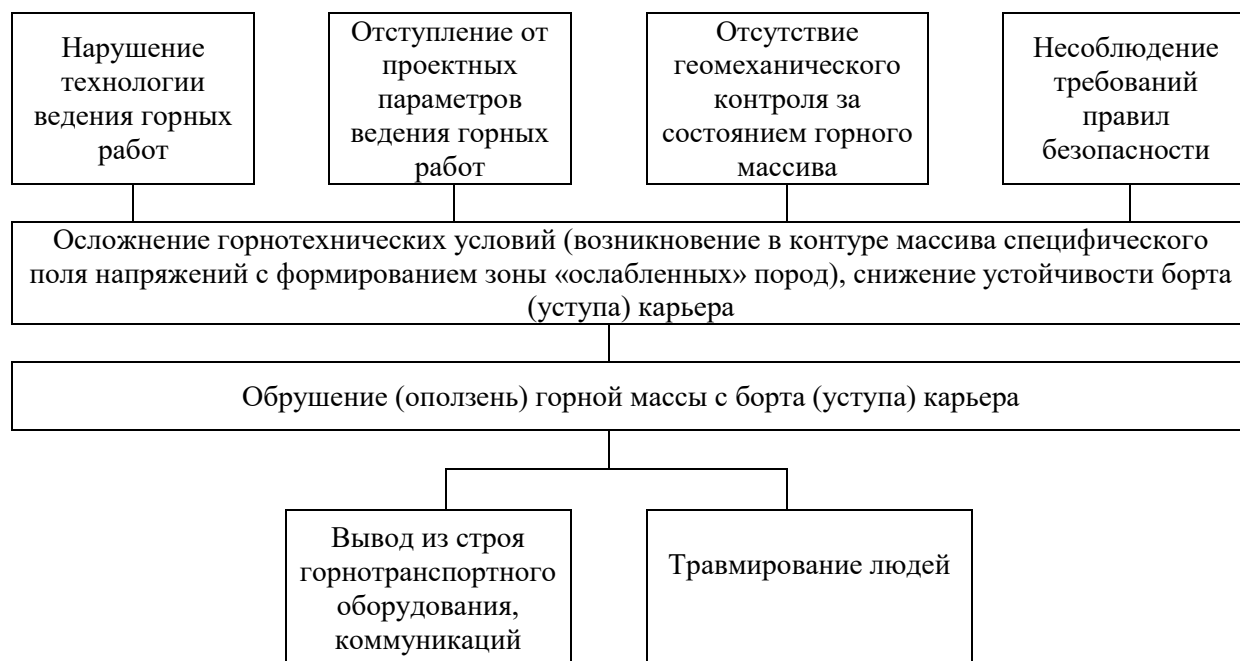 Нарушение
технологии
ведения горных
работ
Отступление от
проектных
параметров
ведения горных
работ
Отсутствие
геомеханического
контроля за
состоянием горного
массива
Несоблюдение
требований
правил
безопасности
Осложнение горнотехнических условий (возникновение в контуре массива специфического
поля напряжений с формированием зоны «ослабленных» пород), снижение устойчивости борта
(уступа) карьера
Обрушение (оползень) горной массы с борта (уступа) карьера
Вывод из строя
горнотранспортного
оборудования,
коммуникаций
Травмирование людей